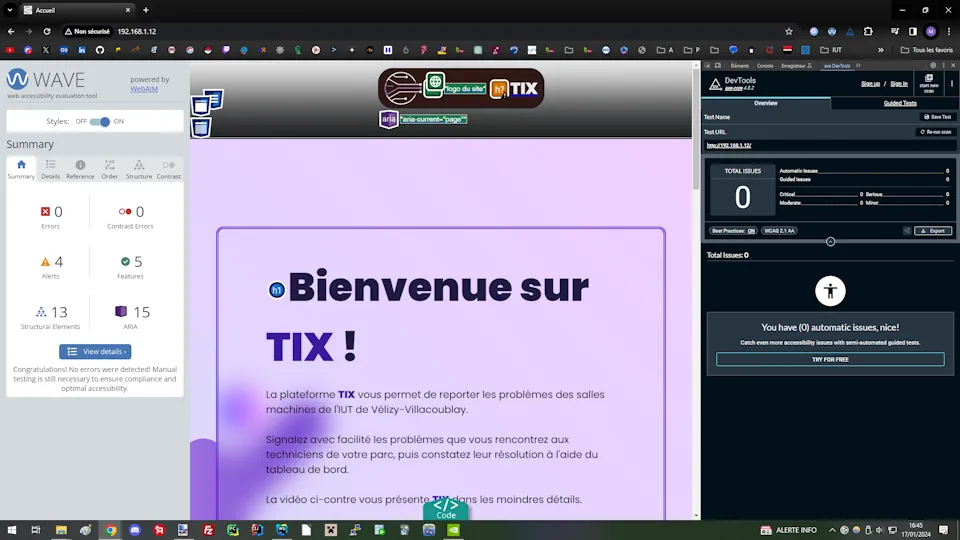 Accueil
Non sécurisé
192.168.1.12
IUT
A
P
Tous les favoris
WAVE
web accessibility evaluation tool
powered by
WebAIM
Styles: OFF ON
Summary
Summary Details Reference Order Structure Contrast
0
Errors
0
Contrast Errors
4
Alerts
5
Features
13
Structural Elements
15
ARIA
View details ›
Congratulations! No errors were detected! Manual
testing is still necessary to ensure compliance and
optimal accessibility.
"logo du site"
h?
TIX
aria
"aria-current="page""
h1
Bienvenue sur
TIX !
La plateforme TIX vous permet de reporter les problèmes des salles
machines de l'IUT de Vélizy-Villacoublay.
Signalez avec facilité les problèmes que vous rencontrez aux
techniciens de votre parc, puis constatez leur résolution à l'aide du
tableau de bord.
La vidéo ci-contre vous présente TIX dans les moindres détails.
</>
Code
Éléments Console Enregistreur axe DevTools
DevTools
axe-core 4.8.2
Sign up / Sign in
start new
scan
Overview
Guided Tests
Test Name
Save Test
Test URL
Re-run scan
http://192.168.1.12/
TOTAL ISSUES
0
Automatic Issues 0
Guided Issues 0
Critical 0 Serious 0
Moderate 0 Minor 0
Best Practices: ON
WCAG 2.1 AA
Export
Total Issues: 0
You have (0) automatic issues, nice!
Catch even more accessibility issues with semi-automated guided tests.
TRY FOR FREE
ALERTE INFO
16:45
17/01/2024